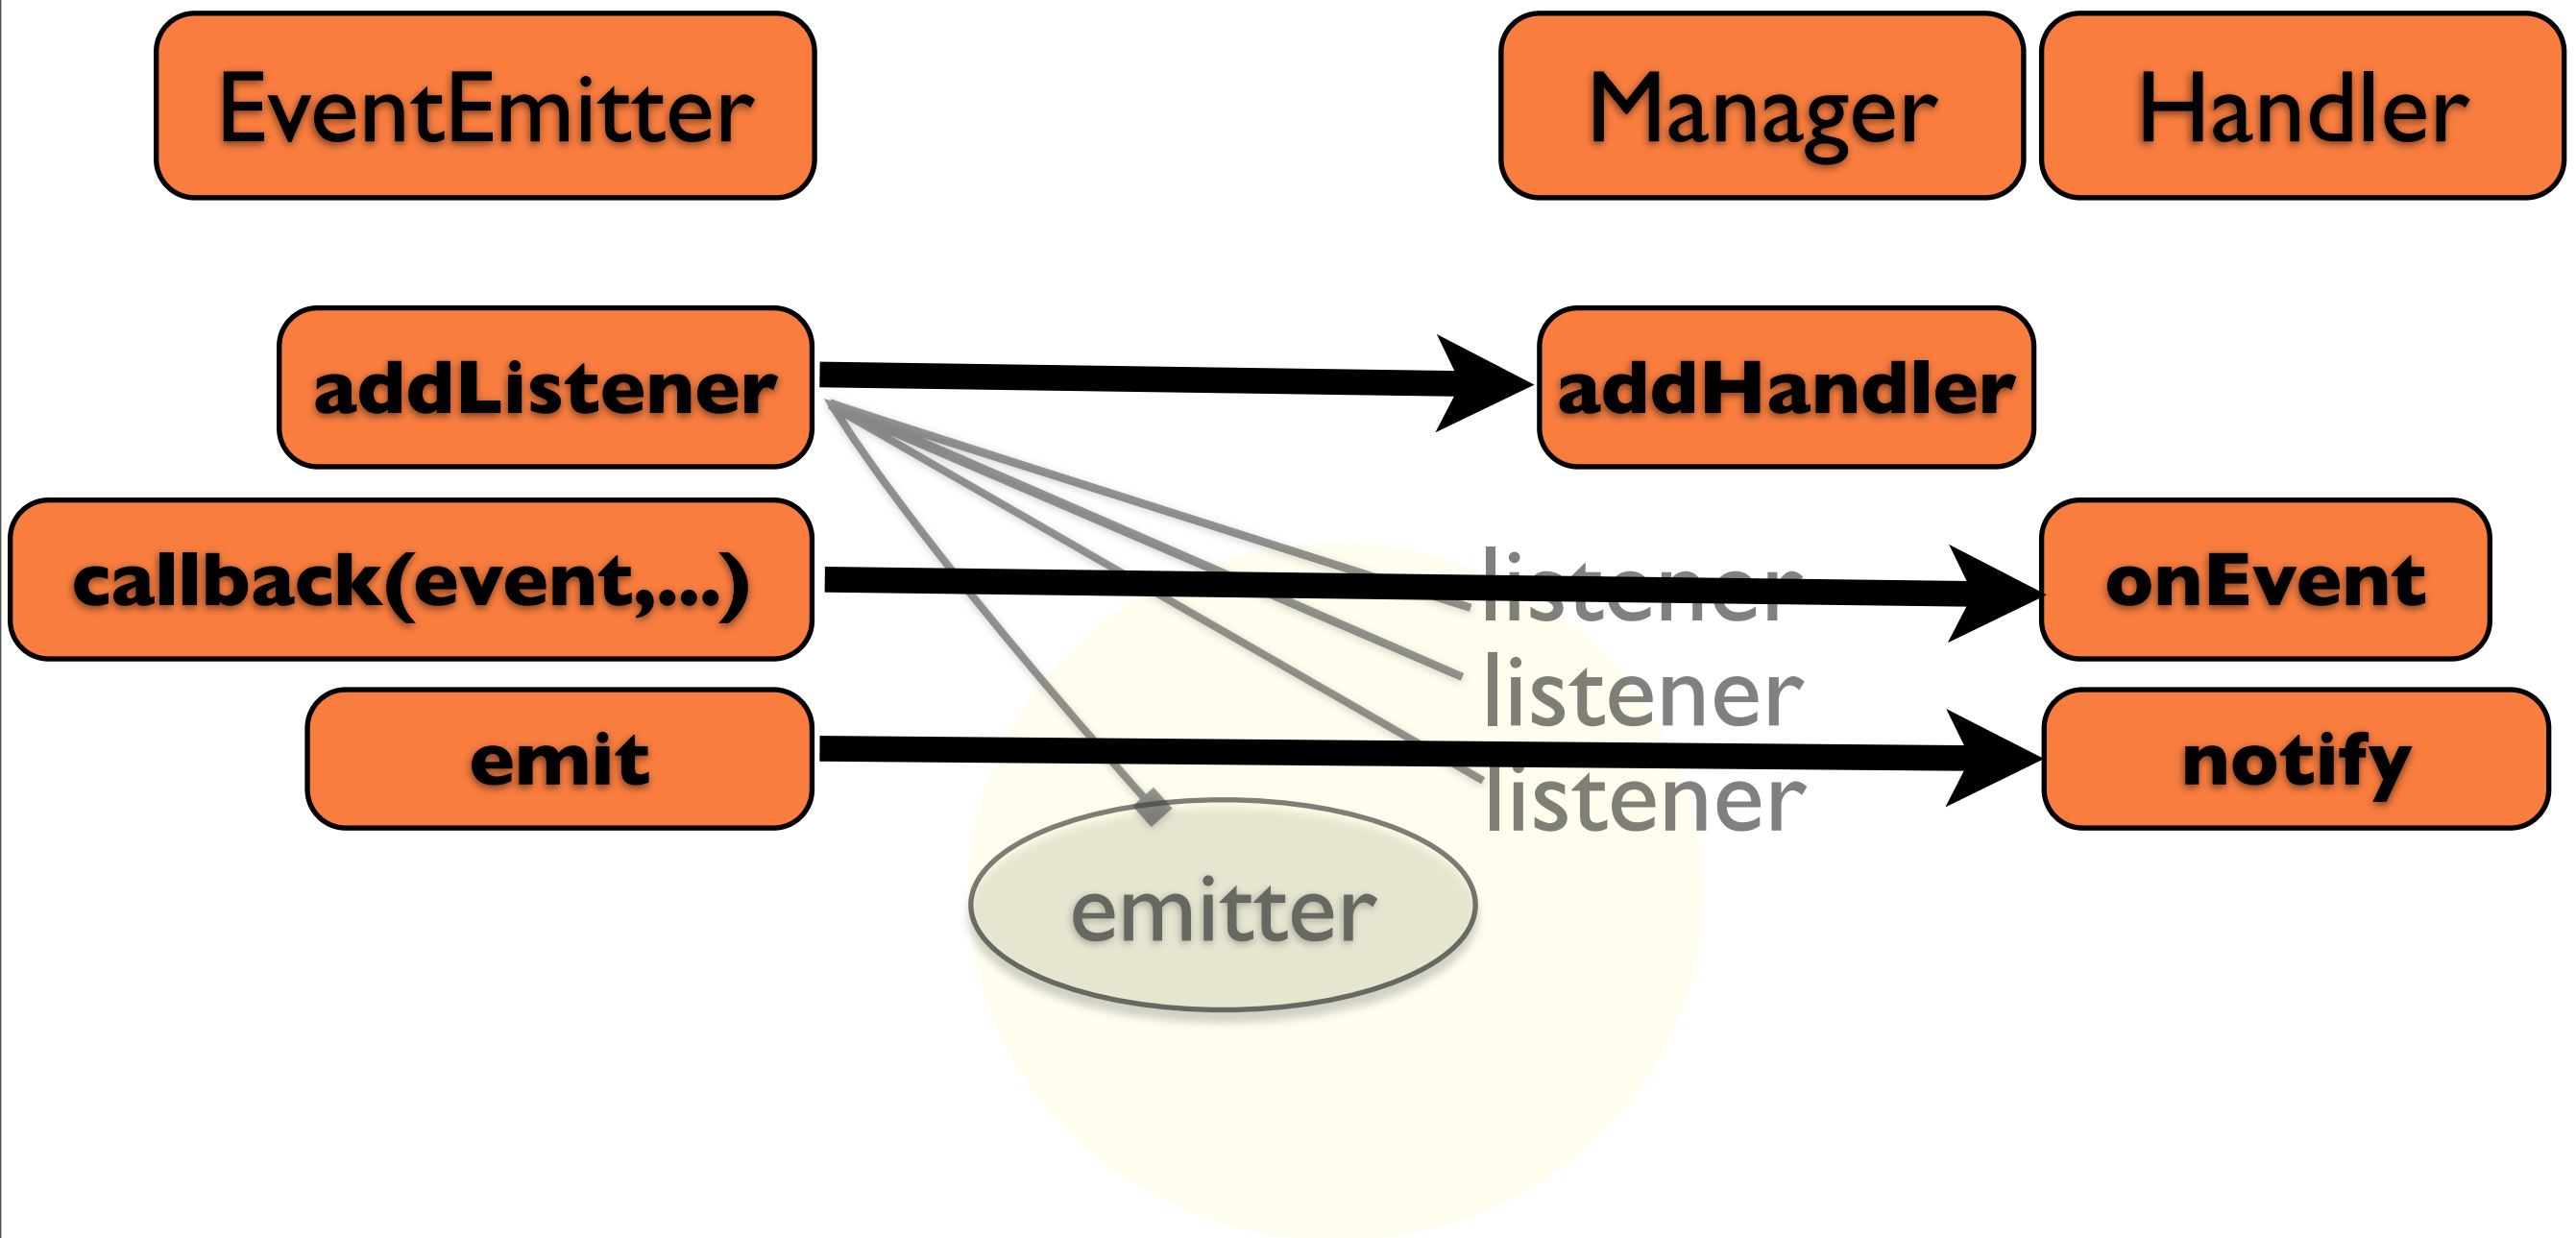 EventEmitter
Manager
Handler
addListener
addHandler
callback(event,...)
listener
onEvent
listener
emit
listener
notify
emitter